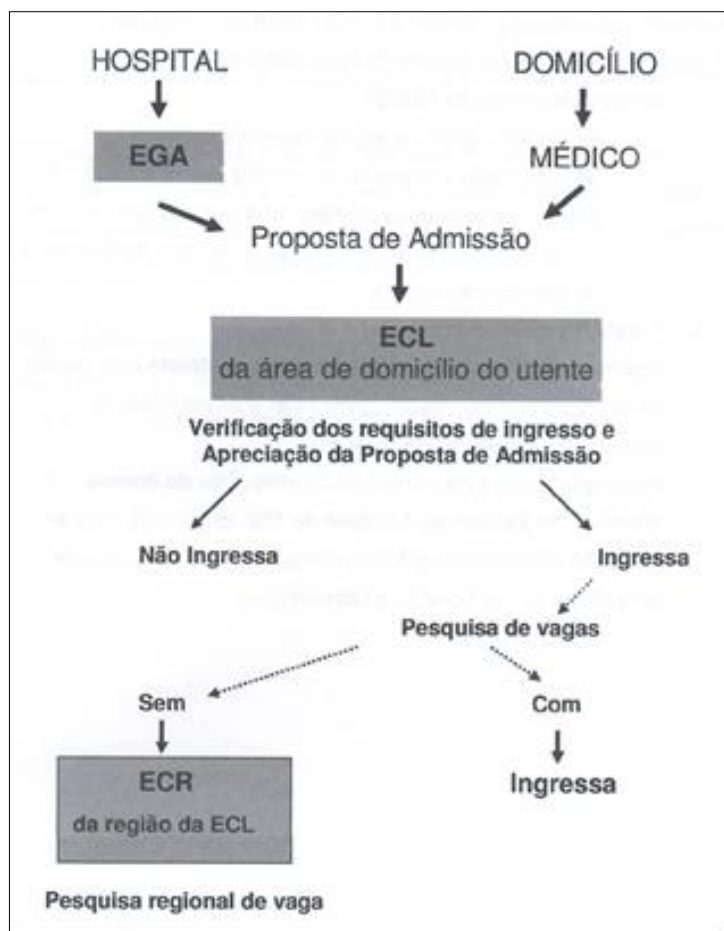 HOSPITAL
DOMICÍLIO
EGA
MÉDICO
Proposta de Admissão
ECL
da área de domicílio do utente
Verificação dos requisitos de ingresso e
Apreciação da Proposta de Admissão
Não Ingressa
Ingressa
Pesquisa de vagas
Sem
Com
ECR
da região da ECL
Ingressa
Pesquisa regional de vaga